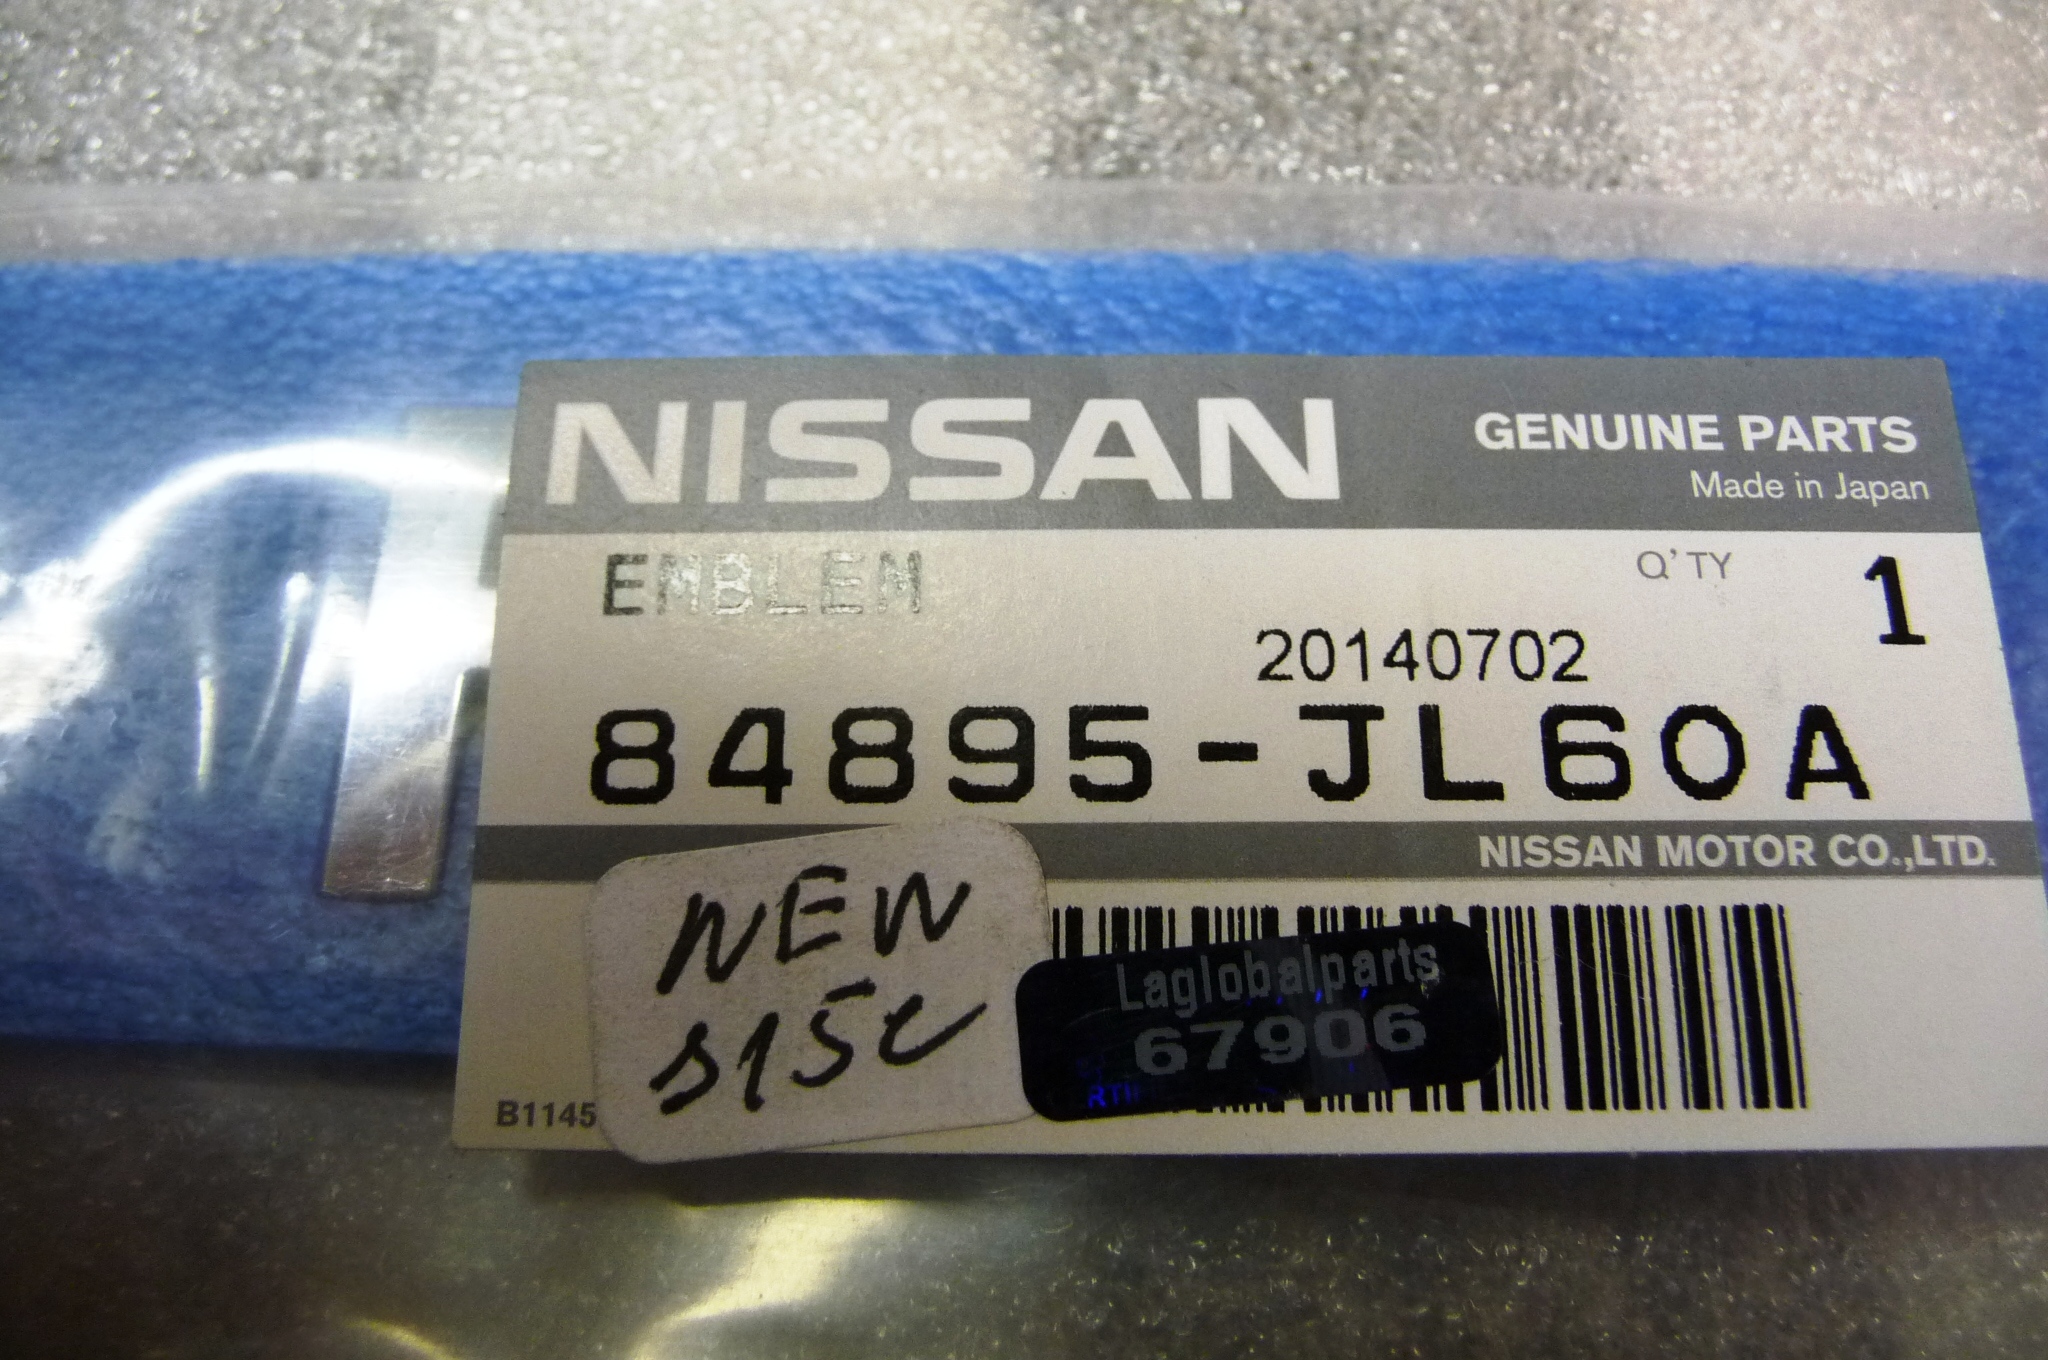 NISSAN
GENUINE PARTS
Made in Japan
EMBLEM
Q'TY 1
20140702
84895-JL60A
NISSAN MOTOR CO.,LTD.
NEW
Laglobalparts
67906
B1145